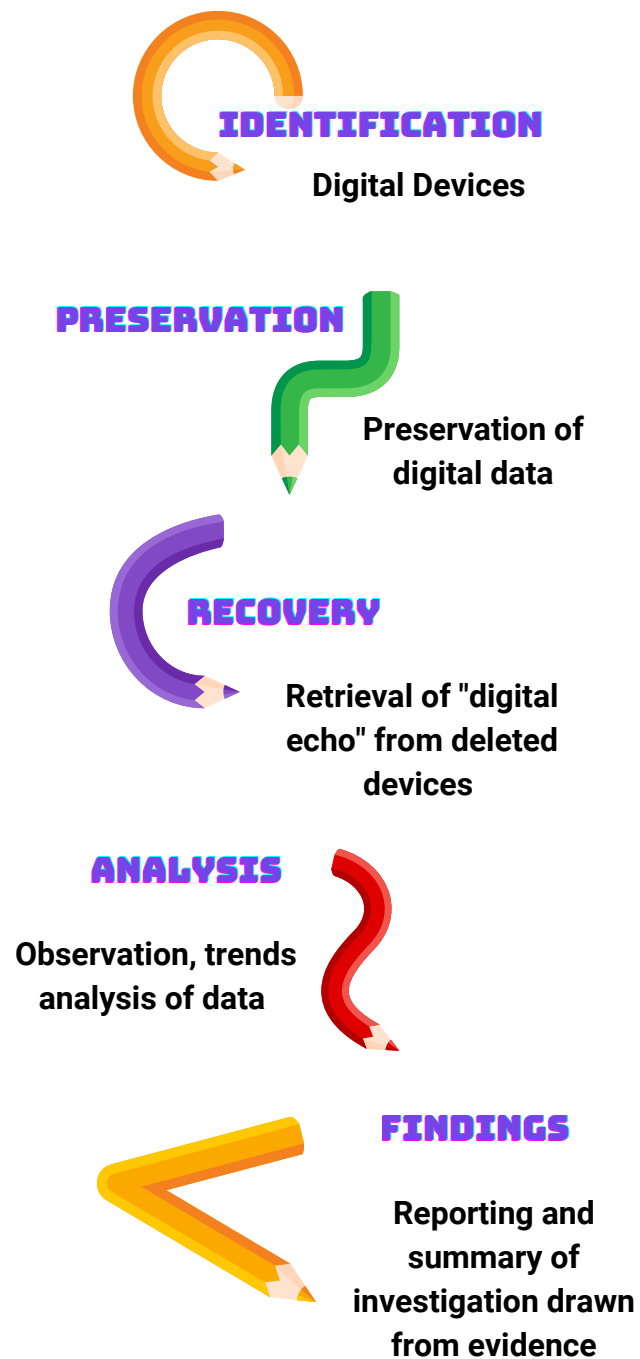 IDENTIFICATION
Digital Devices
PRESERVATION
Preservation of
digital data
RECOVERY
Retrieval of "digital
echo" from deleted
devices
ANALYSIS
Observation, trends
analysis of data
FINDINGS
Reporting and
summary of
investigation drawn
from evidence